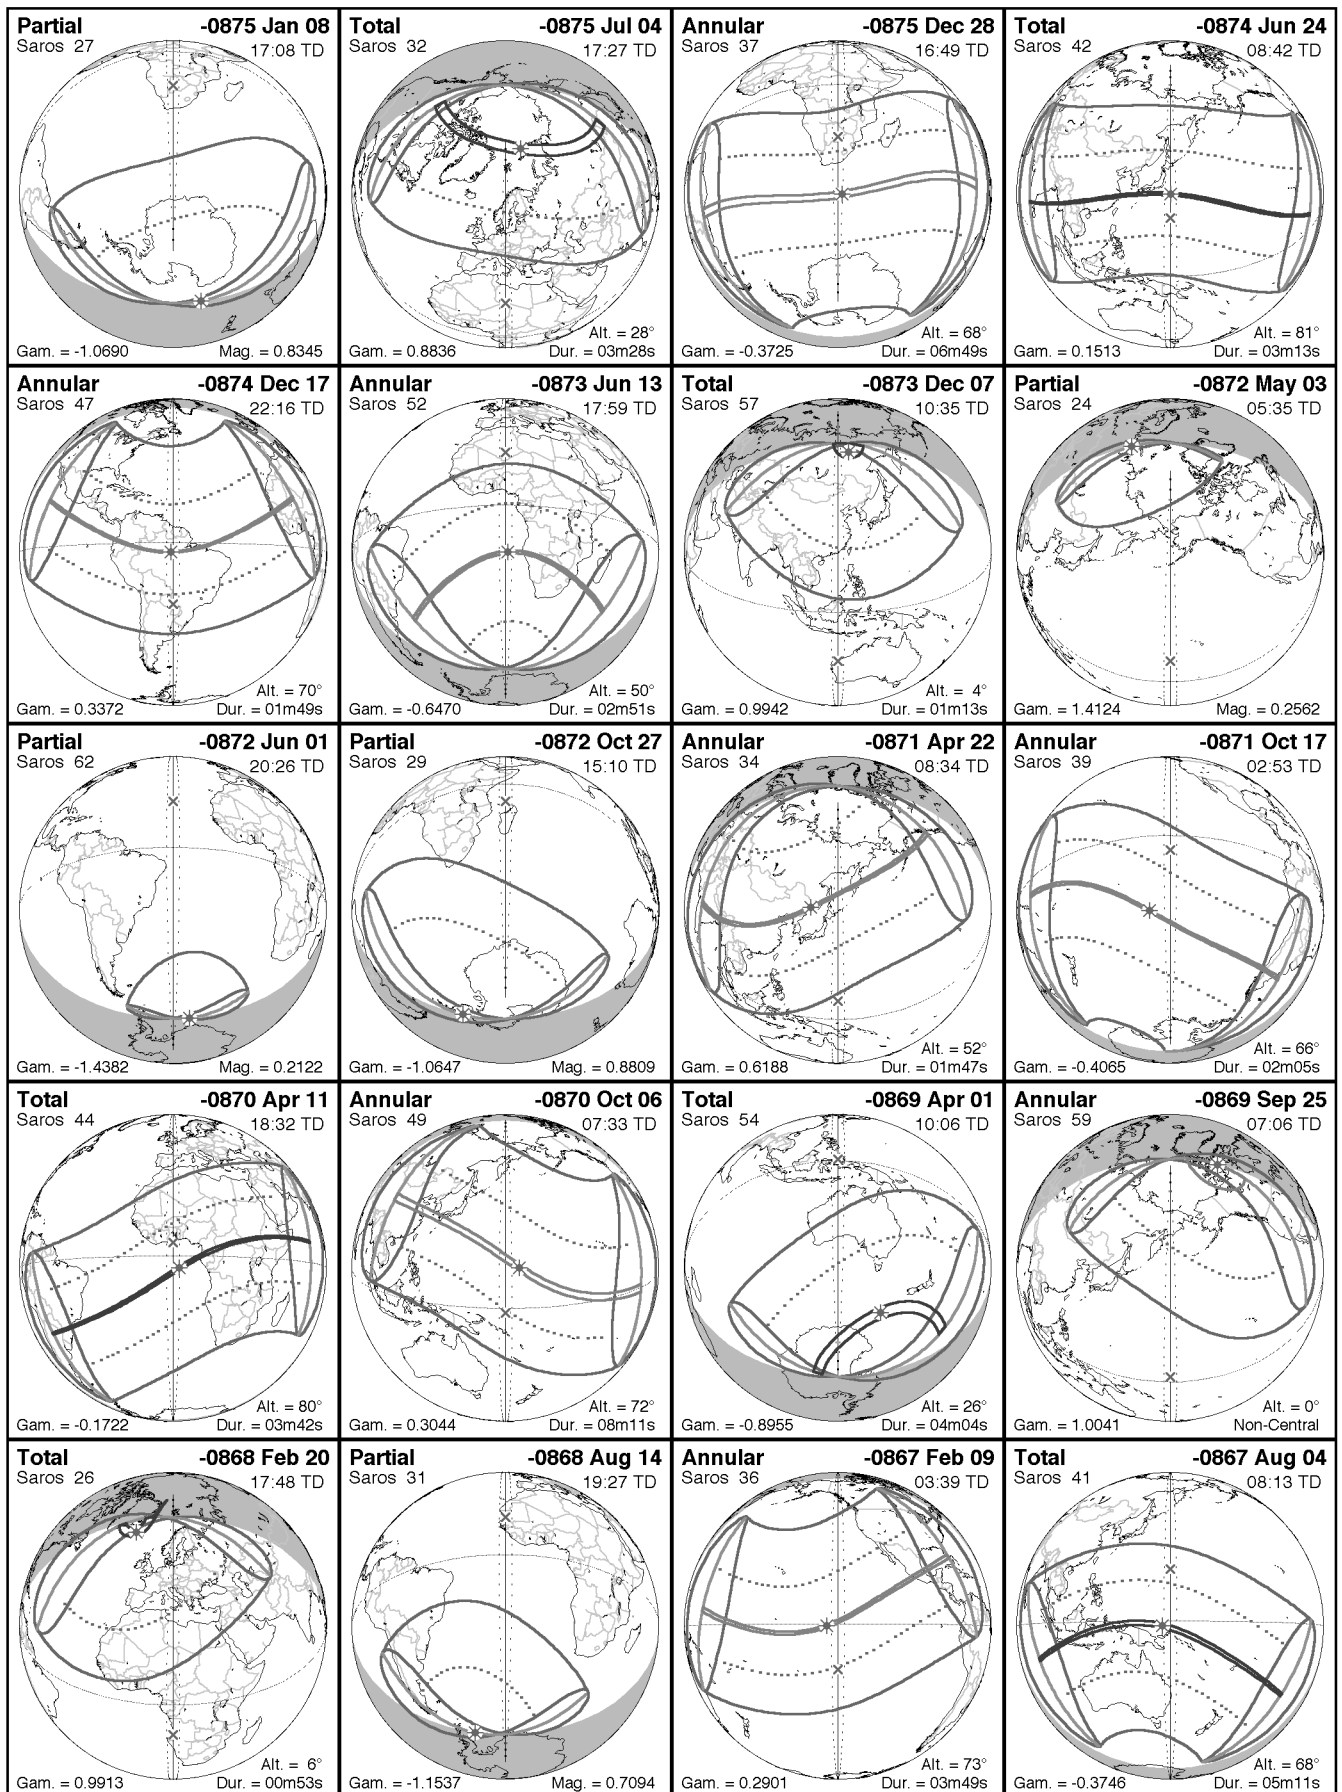 Partial -0875 Jan 08
Saros 27 17:08 TD
Gam. = -1.0690 Mag. = 0.8345
Total -0875 Jul 04
Saros 32 17:27 TD
Alt. = 28°
Gam. = 0.8836 Dur. = 03m28s
Annular -0875 Dec 28
Saros 37 16:49 TD
Alt. = 68°
Gam. = -0.3725 Dur. = 06m49s
Total -0874 Jun 24
Saros 42 08:42 TD
Alt. = 81°
Gam. = 0.1513 Dur. = 03m13s
Annular -0874 Dec 17
Saros 47 22:16 TD
Alt. = 70°
Gam. = 0.3372 Dur. = 01m49s
Annular -0873 Jun 13
Saros 52 17:59 TD
Alt. = 50°
Gam. = -0.6470 Dur. = 02m51s
Total -0873 Dec 07
Saros 57 10:35 TD
Alt. = 4°
Gam. = 0.9942 Dur. = 01m13s
Partial -0872 May 03
Saros 24 05:35 TD
Gam. = 1.4124 Mag. = 0.2562
Partial -0872 Jun 01
Saros 62 20:26 TD
Gam. = -1.4382 Mag. = 0.2122
Partial -0872 Oct 27
Saros 29 15:10 TD
Gam. = -1.0647 Mag. = 0.8809
Annular -0871 Apr 22
Saros 34 08:34 TD
Alt. = 52°
Gam. = 0.6188 Dur. = 01m47s
Annular -0871 Oct 17
Saros 39 02:53 TD
Alt. = 66°
Gam. = -0.4065 Dur. = 02m05s
Total -0870 Apr 11
Saros 44 18:32 TD
Alt. = 80°
Gam. = -0.1722 Dur. = 03m42s
Annular -0870 Oct 06
Saros 49 07:33 TD
Alt. = 72°
Gam. = 0.3044 Dur. = 08m11s
Total -0869 Apr 01
Saros 54 10:06 TD
Alt. = 26°
Gam. = -0.8955 Dur. = 04m04s
Annular -0869 Sep 25
Saros 59 07:06 TD
Alt. = 0°
Gam. = 1.0041 Non-Central
Total -0868 Feb 20
Saros 26 17:48 TD
Alt. = 6°
Gam. = 0.9913 Dur. = 00m53s
Partial -0868 Aug 14
Saros 31 19:27 TD
Gam. = -1.1537 Mag. = 0.7094
Annular -0867 Feb 09
Saros 36 03:39 TD
Alt. = 73°
Gam. = 0.2901 Dur. = 03m49s
Total -0867 Aug 04
Saros 41 08:13 TD
Alt. = 68°
Gam. = -0.3746 Dur. = 05m11s